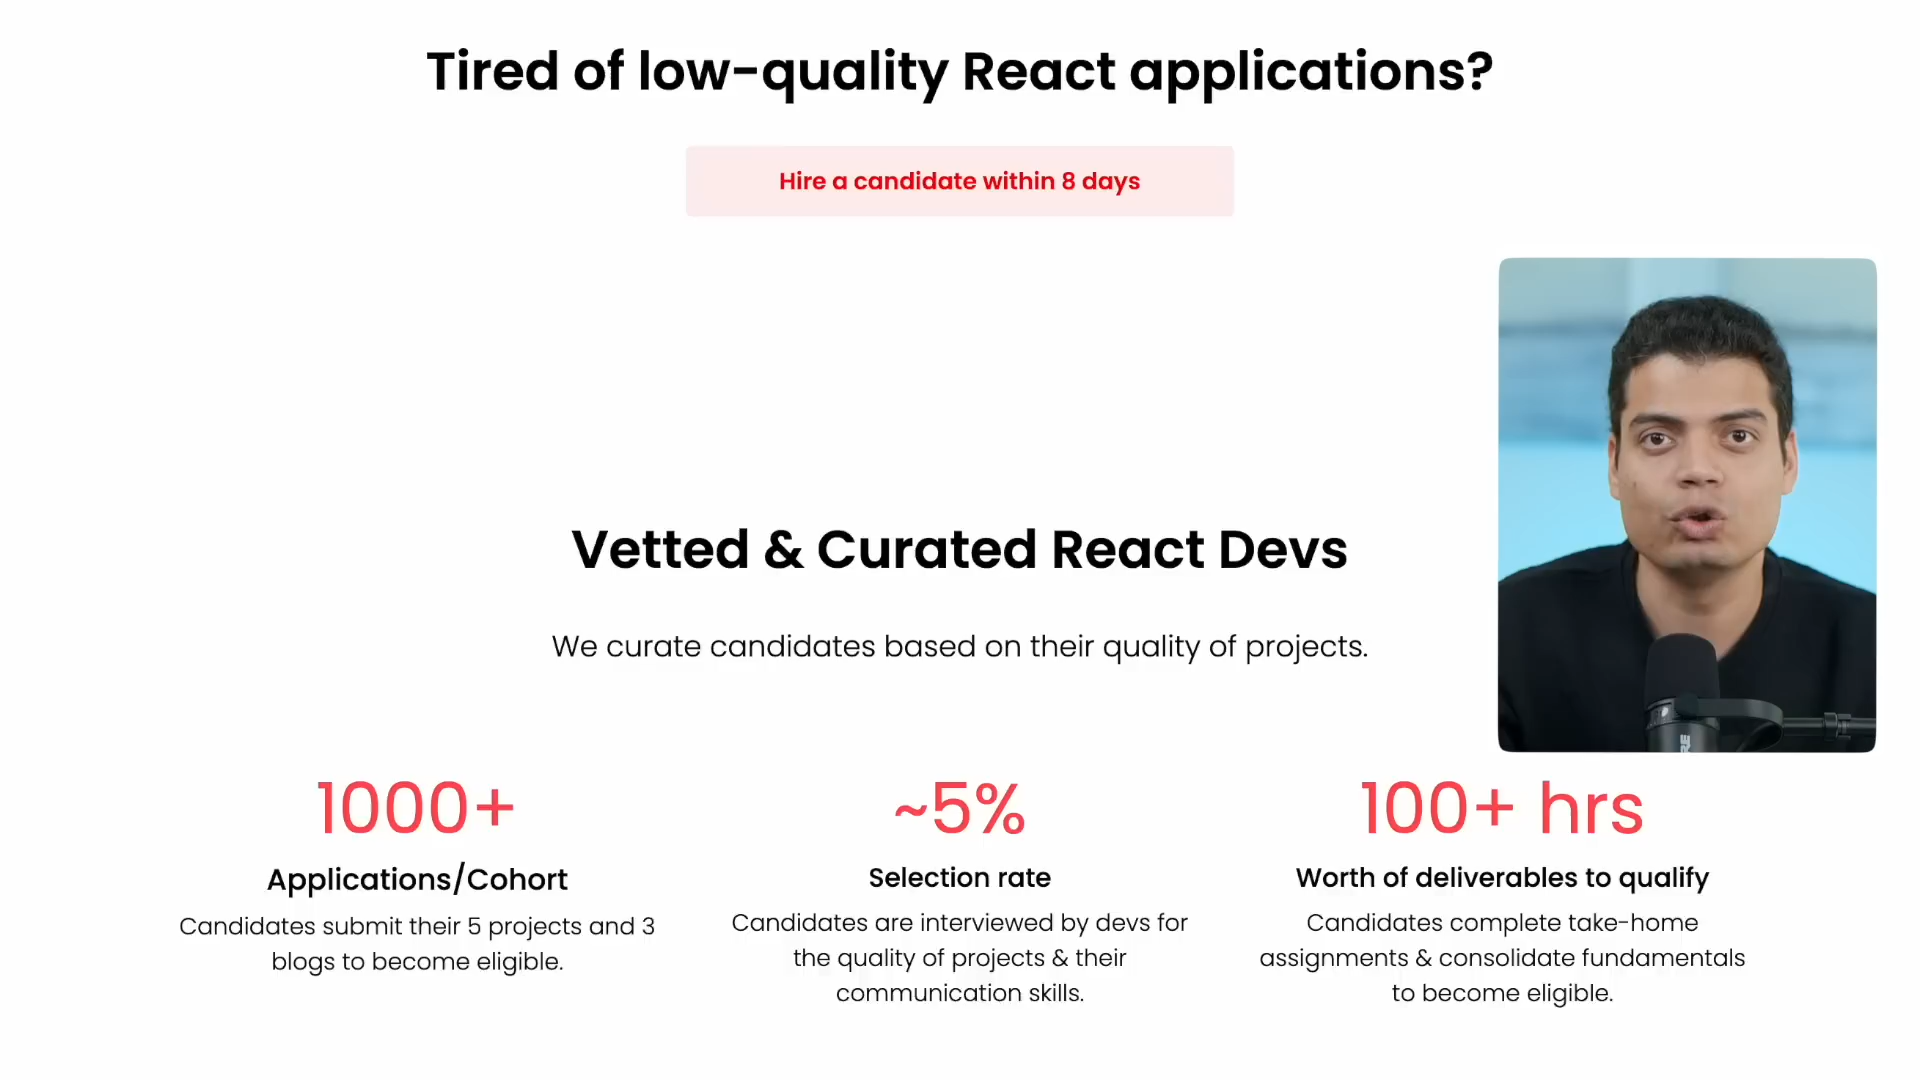 Tired of low-quality React applications?
Hire a candidate within 8 days
Vetted & Curated React Devs
We curate candidates based on their quality of projects.
1000+
Applications/Cohort
Candidates submit their 5 projects and 3
blogs to become eligible.
~5%
Selection rate
Candidates are interviewed by devs for
the quality of projects & their
communication skills.
100+ hrs
Worth of deliverables to qualify
Candidates complete take-home
assignments & consolidate fundamentals
to become eligible.